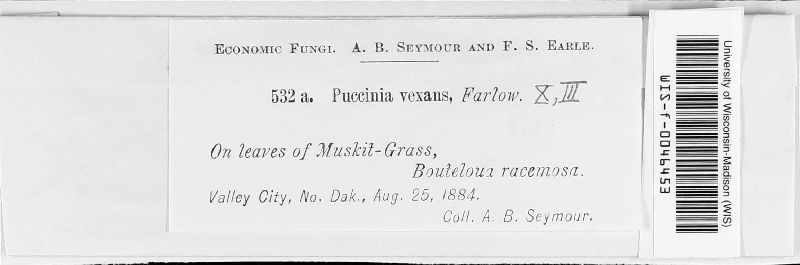 ECONOMIC FUNGI. A. B. SEYMOUR AND F. S. EARLE.
532 a. Puccinia vexans, Farlow. X, III
On leaves of Muskit-Grass,
Bouteloua racemosa.
Valley City, No. Dak., Aug. 25, 1884.
Coll. A. B. Seymour.
University of Wisconsin-Madison (WIS)
WIS-f-0046453